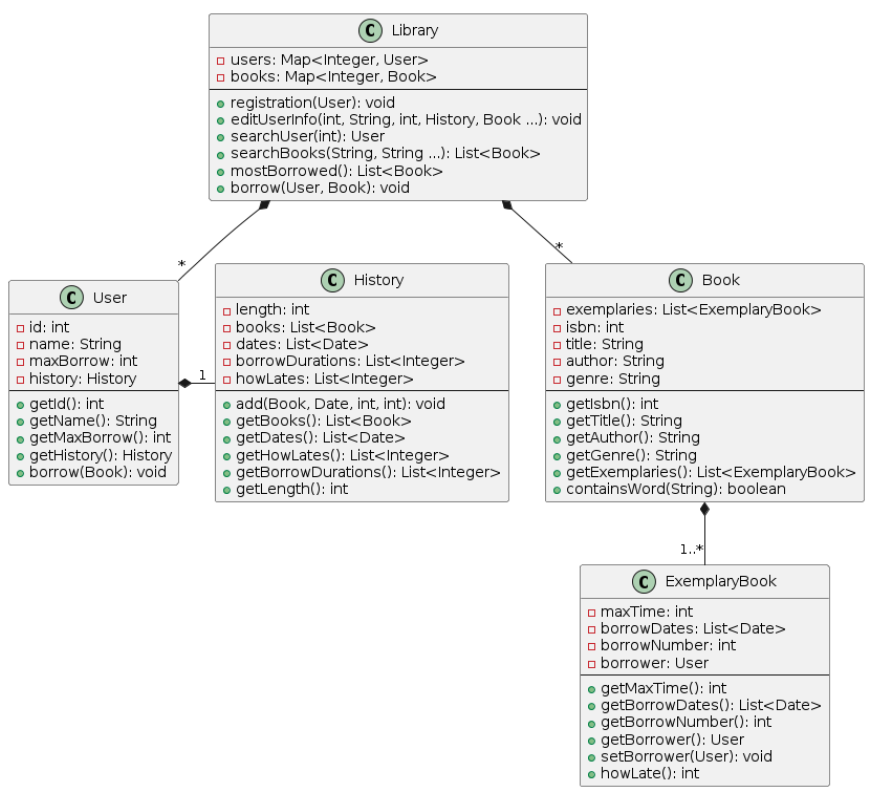 C Library
users: Map<Integer, User>
books: Map<Integer, Book>
registration(User): void
editUserInfo(int, String, int, History, Book ...): void
searchUser(int): User
searchBooks(String, String ...): List<Book>
mostBorrowed(): List<Book>
borrow(User, Book): void
*
*
C User
id: int
name: String
maxBorrow: int
history: History
getId(): int
getName(): String
getMaxBorrow(): int
getHistory(): History
borrow(Book): void
1
C History
length: int
books: List<Book>
dates: List<Date>
borrowDurations: List<Integer>
howLates: List<Integer>
add(Book, Date, int, int): void
getBooks(): List<Book>
getDates(): List<Date>
getHowLates(): List<Integer>
getBorrowDurations(): List<Integer>
getLength(): int
C Book
exemplaries: List<ExemplaryBook>
isbn: int
title: String
author: String
genre: String
getIsbn(): int
getTitle(): String
getAuthor(): String
getGenre(): String
getExemplaries(): List<ExemplaryBook>
containsWord(String): boolean
1..*
C ExemplaryBook
maxTime: int
borrowDates: List<Date>
borrowNumber: int
borrower: User
getMaxTime(): int
getBorrowDates(): List<Date>
getBorrowNumber(): int
getBorrower(): User
setBorrower(User): void
howLate(): int